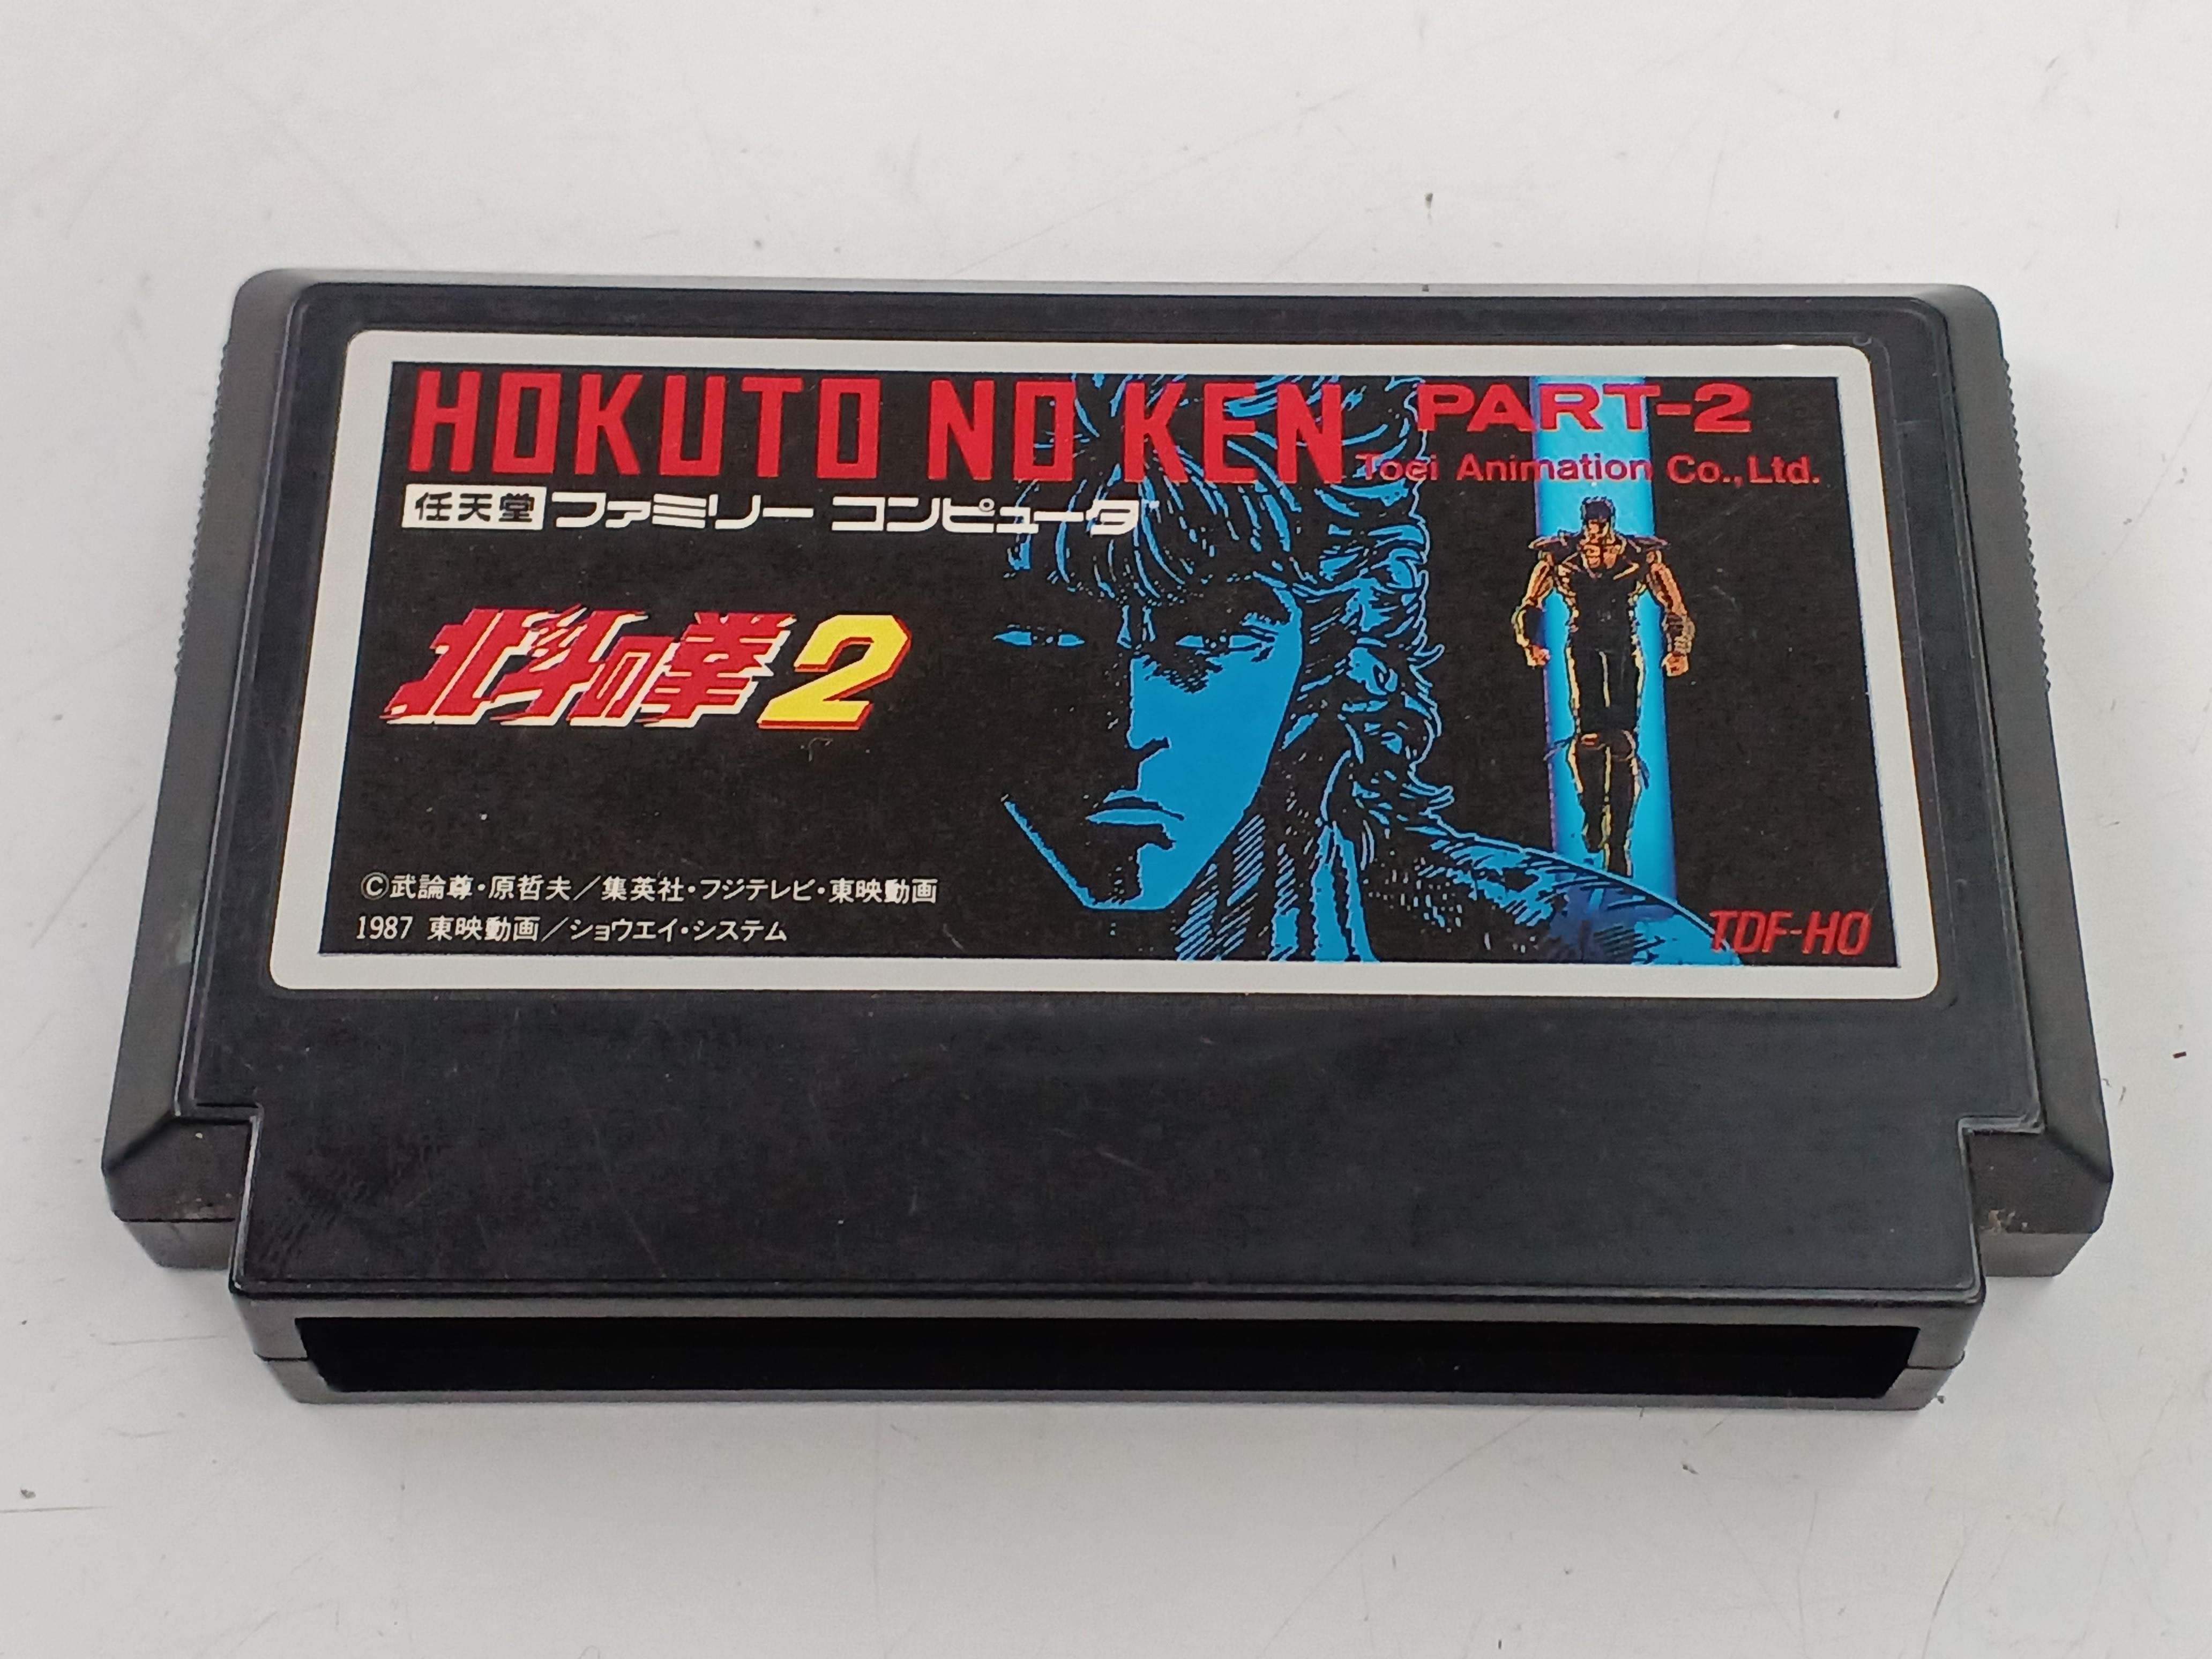 HOKUTO NO KEN PART-2
Toei Animation Co., Ltd.
任天堂 ファミリー コンピュータ
北斗の拳2
©武論尊・原哲夫／集英社・フジテレビ・東映動画
1987 東映動画／ショウエイ・システム
TDF-HO